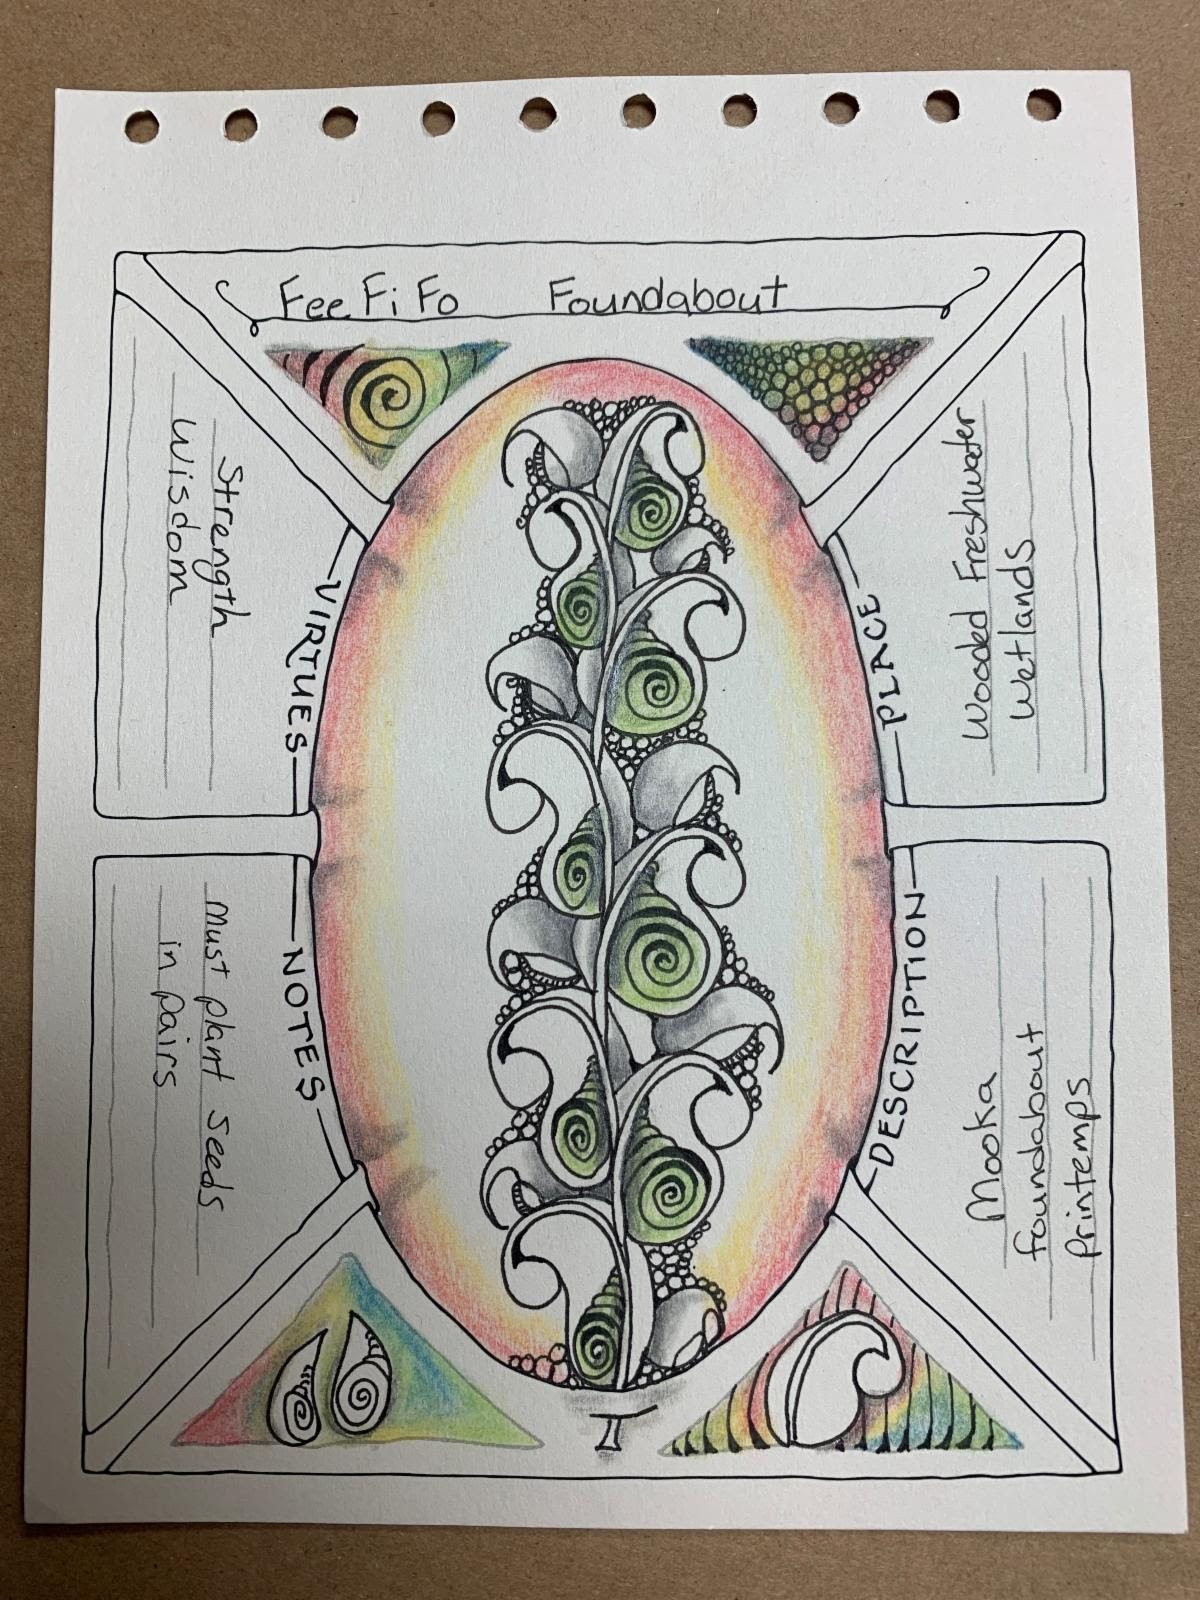 Fee Fi Fo Foundabout
VIRTUES
Strength
Wisdom
PLACE
Wooded Freshwater
Wetlands
NOTES
Must plant seeds
in pairs
DESCRIPTION
Mooka
foundabout
printemps